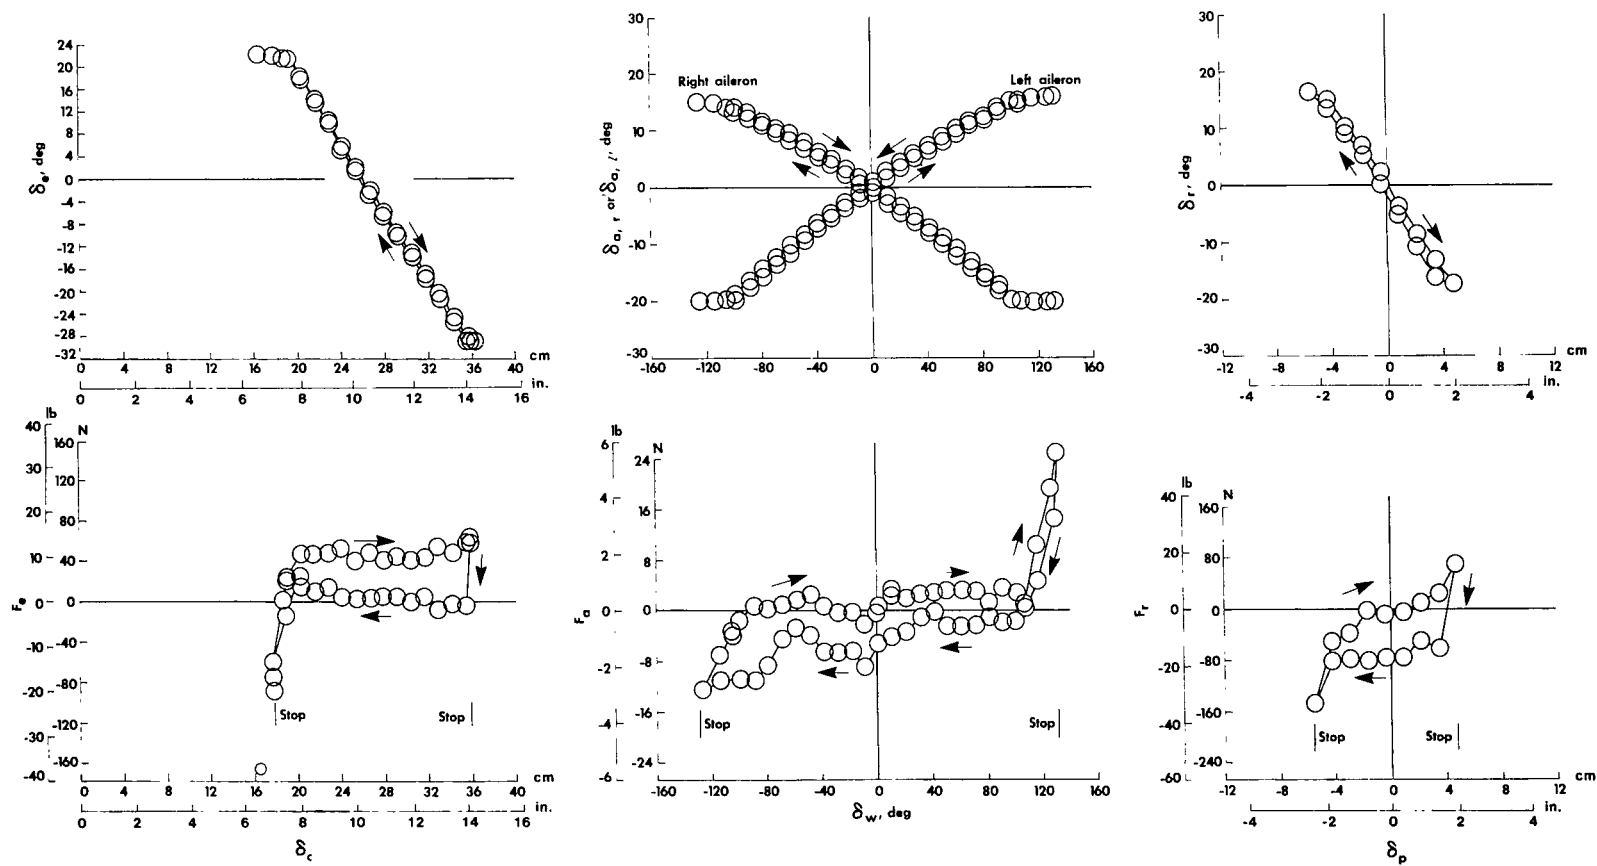 δe, deg
24
20
16
12
8
4
0
-4
-8
-12
-16
-20
-24
-28
-32
0 4 8 12 16 20 24 28 32 36 40 cm
0 2 4 6 8 10 12 14 16 in.
δa, r or δa, l, deg
30
20
10
0
-10
-20
-30
Right aileron
Left aileron
-160 -120 -80 -40 0 40 80 120 160
δr, deg
30
20
10
0
-10
-20
-30
-12 -8 -4 0 4 8 12 cm
-4 -2 0 2 4 in.
Fe
lb
40
30
20
10
0
-10
-20
-30
-40
N
160
120
80
40
0
-40
-80
-120
-160
Stop
Stop
0 4 8 12 16 20 24 28 32 36 40 cm
0 2 4 6 8 10 12 14 16 in.
δc
Fa
lb
6
4
2
0
-2
-4
-6
N
24
16
8
0
-8
-16
-24
Stop
Stop
-160 -120 -80 -40 0 40 80 120 160
δw, deg
Fr
lb
40
20
0
-20
-40
-60
N
160
80
0
-80
-160
-240
Stop
Stop
-12 -8 -4 0 4 8 12 cm
-4 -2 0 2 4 in.
δp